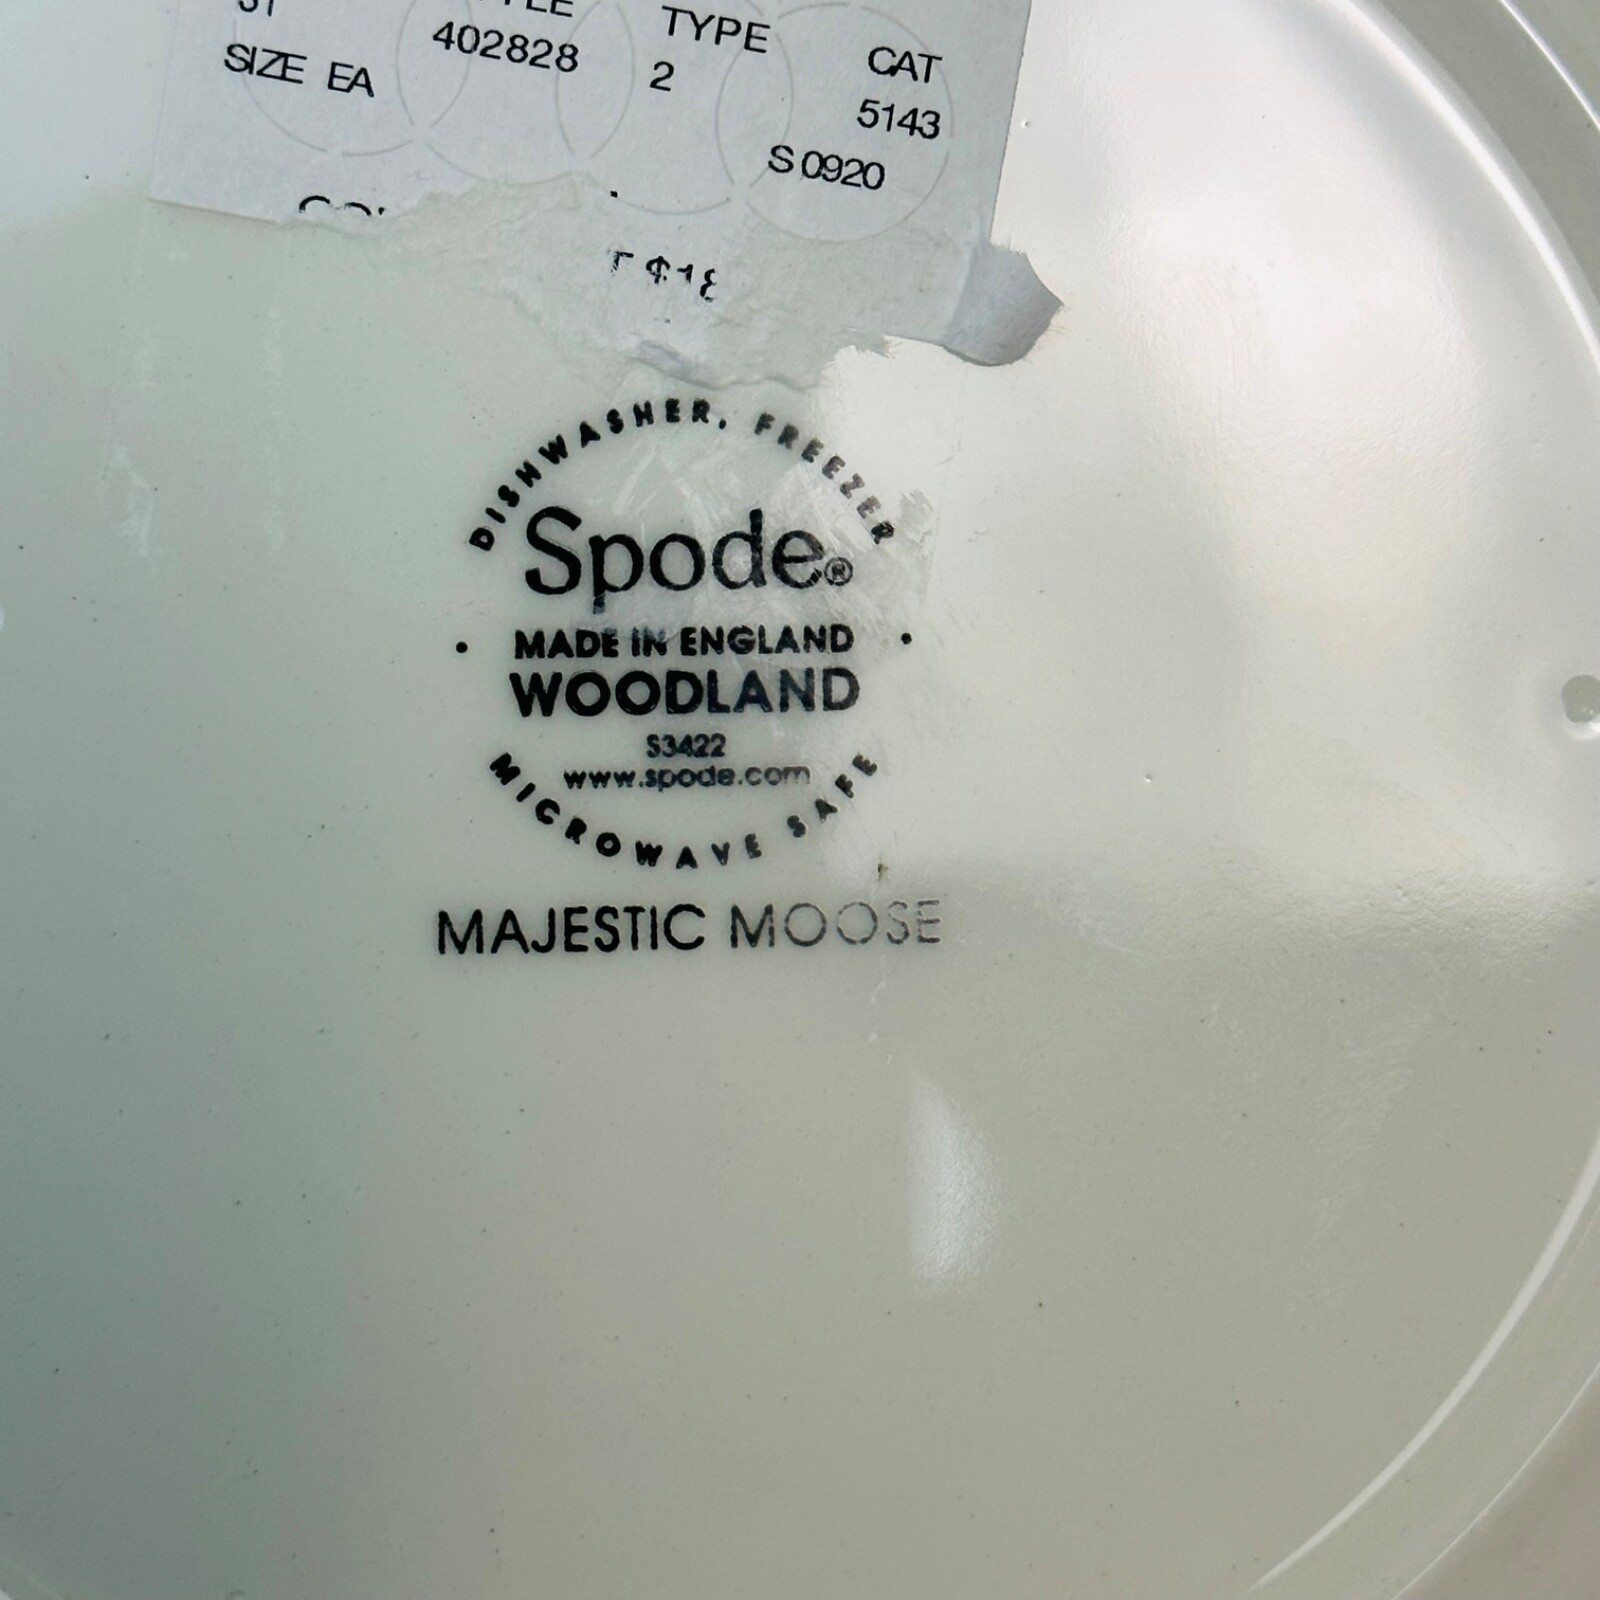 TYPE
CAT
402828
2
5143
SIZE EA
S0920
DISHWASHER, FREEZER
Spode®
• MADE IN ENGLAND •
WOODLAND
S3422
www.spode.com
MICROWAVE SAFE
MAJESTIC MOOSE